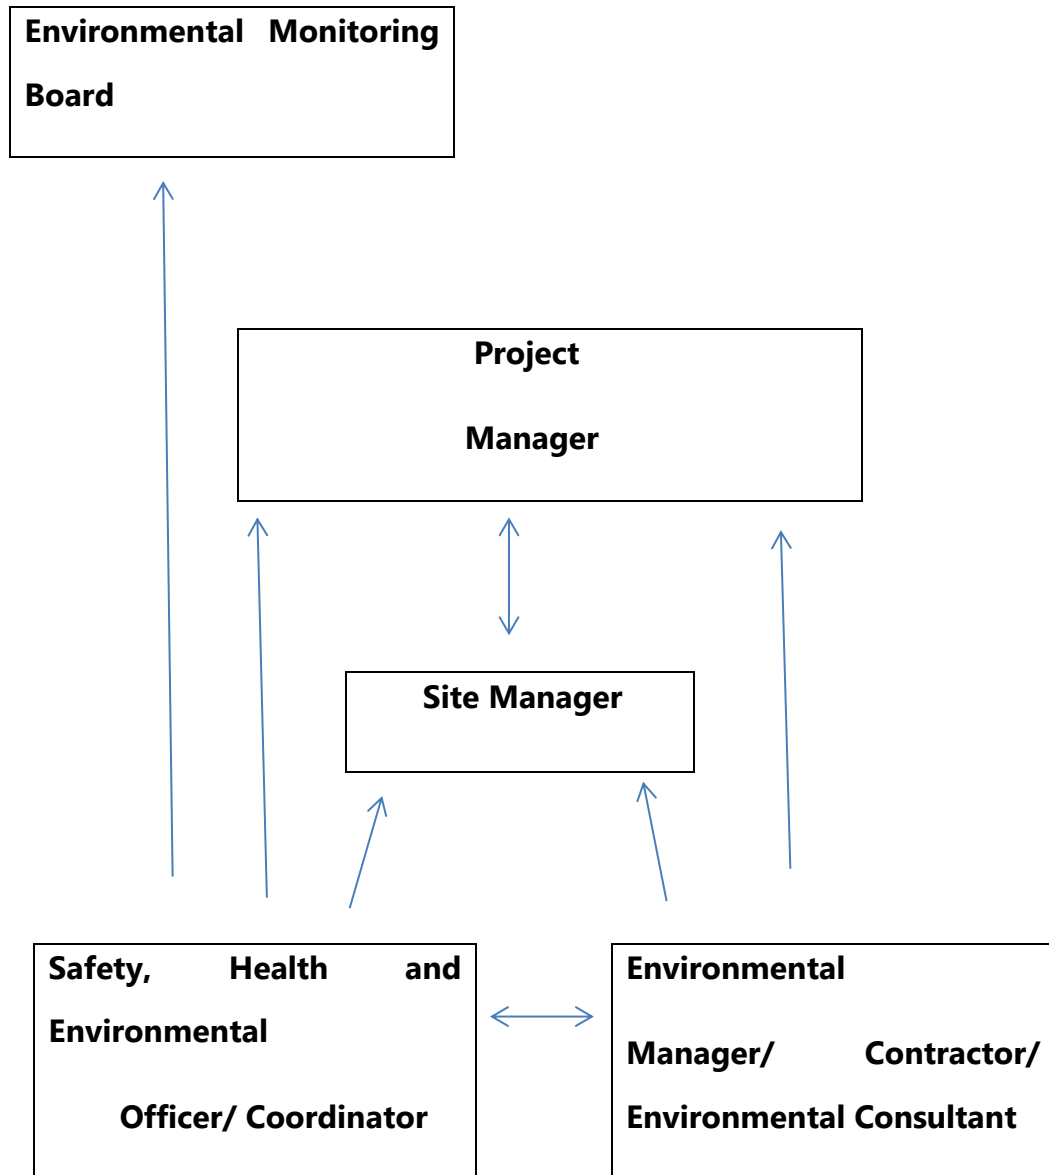 Environmental Monitoring
Board
Project
Manager
Site Manager
Safety, Health and
Environmental
Officer/ Coordinator
Environmental
Manager/ Contractor/
Environmental Consultant